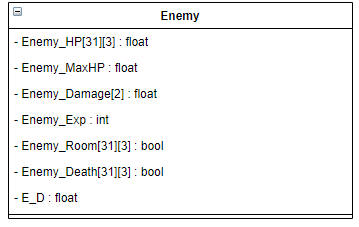 Enemy
- Enemy_HP[31][3] : float
- Enemy_MaxHP : float
- Enemy_Damage[2] : float
- Enemy_Exp : int
- Enemy_Room[31][3] : bool
- Enemy_Death[31][3] : bool
- E_D : float